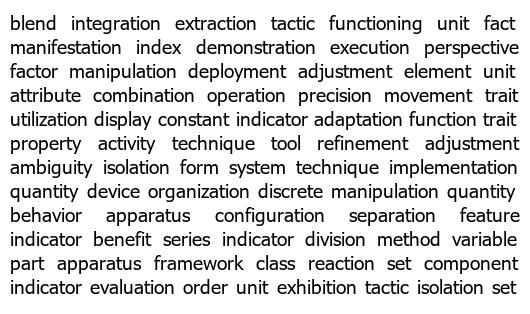 blend integration extraction tactic functioning unit fact
manifestation index demonstration execution perspective
factor manipulation deployment adjustment element unit
attribute combination operation precision movement trait
utilization display constant indicator adaptation function trait
property activity technique tool refinement adjustment
ambiguity isolation form system technique implementation
quantity device organization discrete manipulation quantity
behavior apparatus configuration separation feature
indicator benefit series indicator division method variable
part apparatus framework class reaction set component
indicator evaluation order unit exhibition tactic isolation set